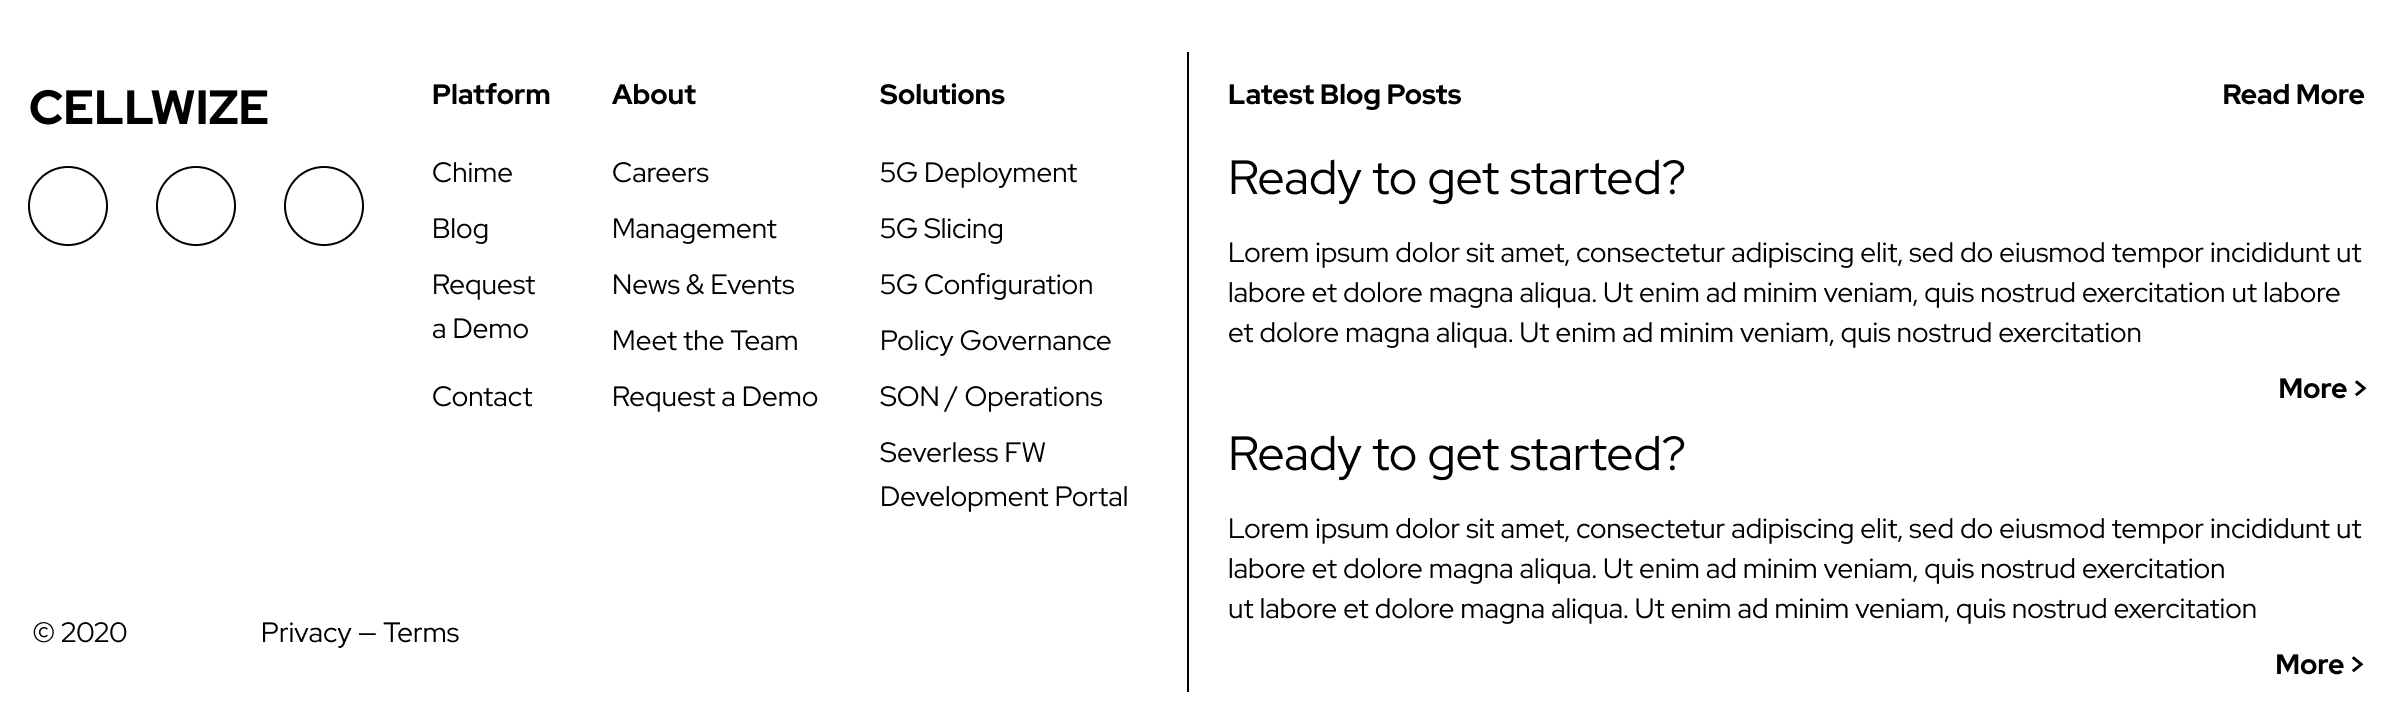 CELLWIZE
Platform
Chime
Blog
Request
a Demo
Contact
About
Careers
Management
News & Events
Meet the Team
Request a Demo
Solutions
5G Deployment
5G Slicing
5G Configuration
Policy Governance
SON / Operations
Severless FW
Development Portal
© 2020
Privacy — Terms
Latest Blog Posts
Read More
Ready to get started?
Lorem ipsum dolor sit amet, consectetur adipiscing elit, sed do eiusmod tempor incididunt ut
labore et dolore magna aliqua. Ut enim ad minim veniam, quis nostrud exercitation ut labore
et dolore magna aliqua. Ut enim ad minim veniam, quis nostrud exercitation
More >
Ready to get started?
Lorem ipsum dolor sit amet, consectetur adipiscing elit, sed do eiusmod tempor incididunt ut
labore et dolore magna aliqua. Ut enim ad minim veniam, quis nostrud exercitation
ut labore et dolore magna aliqua. Ut enim ad minim veniam, quis nostrud exercitation
More >